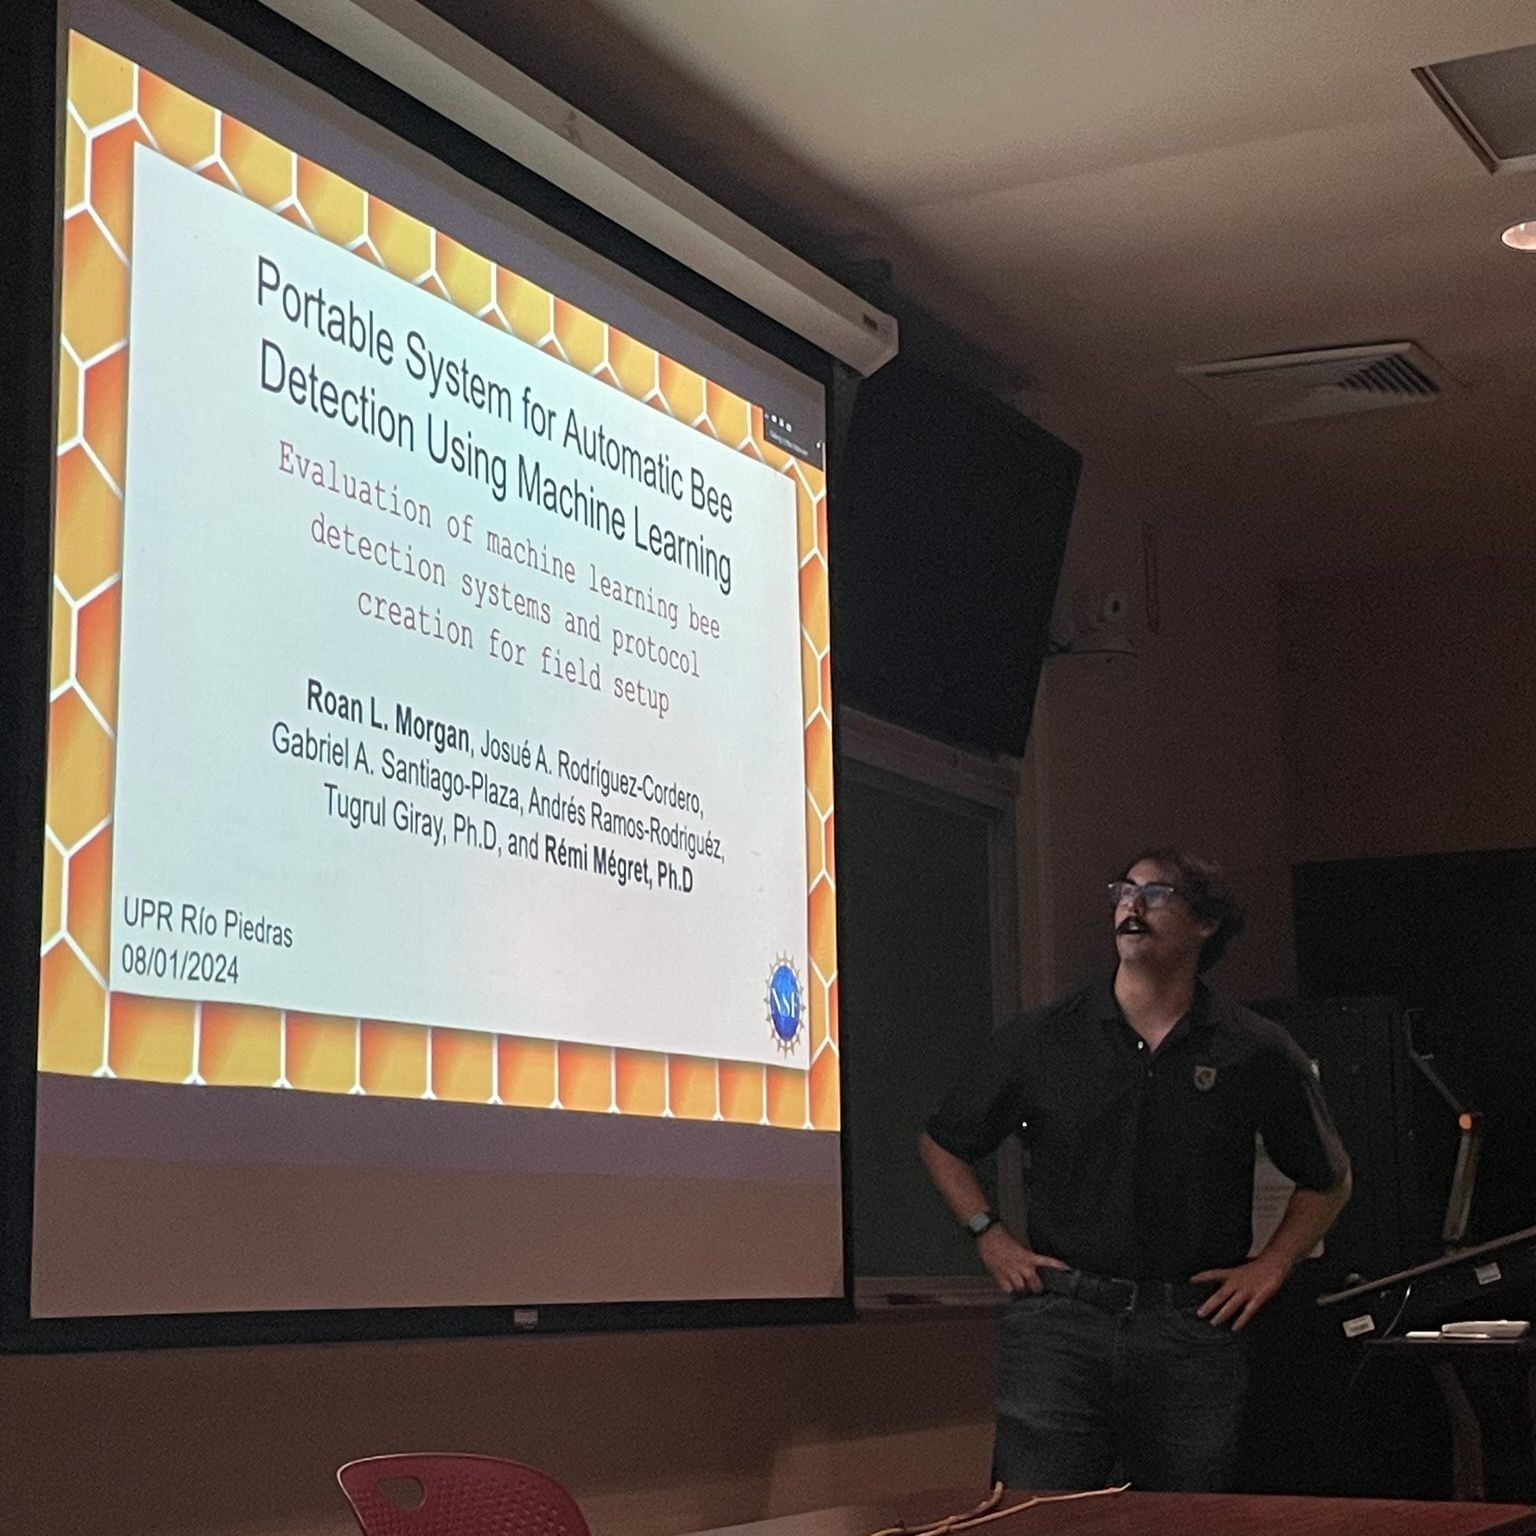 Portable System for Automatic Bee
Detection Using Machine Learning
Evaluation of machine learning bee
detection systems and protocol
creation for field setup
Roan L. Morgan, Josué A. Rodríguez-Cordero,
Gabriel A. Santiago-Plaza, Andrés Ramos-Rodriguéz,
Tugrul Giray, Ph.D, and Rémi Mégret, Ph.D
UPR Río Piedras
08/01/2024
NSF